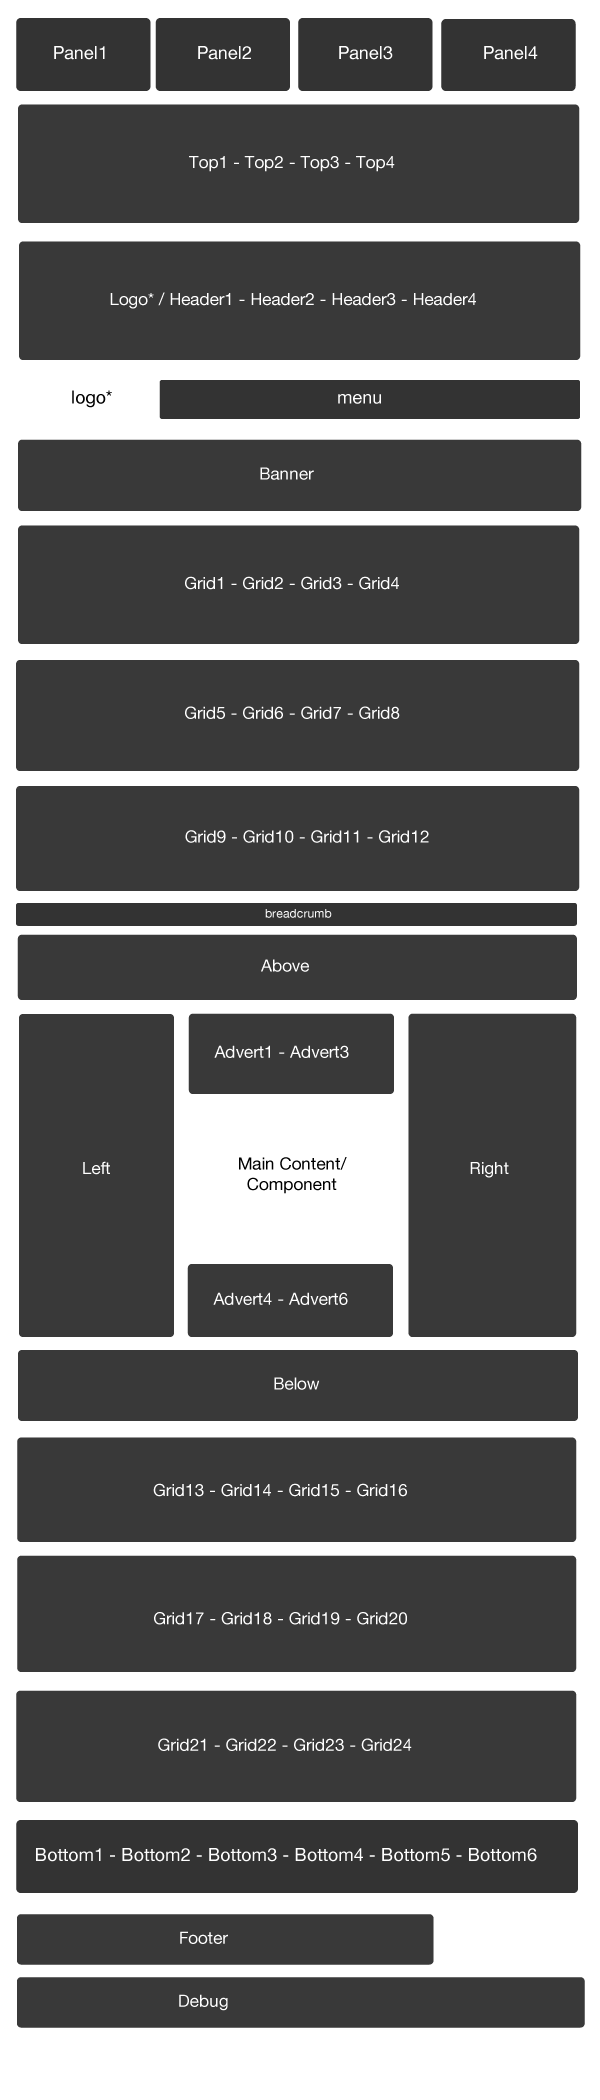 Panel1 Panel2 Panel3 Panel4
Top1 - Top2 - Top3 - Top4
Logo* / Header1 - Header2 - Header3 - Header4
logo* menu
Banner
Grid1 - Grid2 - Grid3 - Grid4
Grid5 - Grid6 - Grid7 - Grid8
Grid9 - Grid10 - Grid11 - Grid12
breadcrumb
Above
Advert1 - Advert3
Left
Main Content/
Component
Right
Advert4 - Advert6
Below
Grid13 - Grid14 - Grid15 - Grid16
Grid17 - Grid18 - Grid19 - Grid20
Grid21 - Grid22 - Grid23 - Grid24
Bottom1 - Bottom2 - Bottom3 - Bottom4 - Bottom5 - Bottom6
Footer
Debug